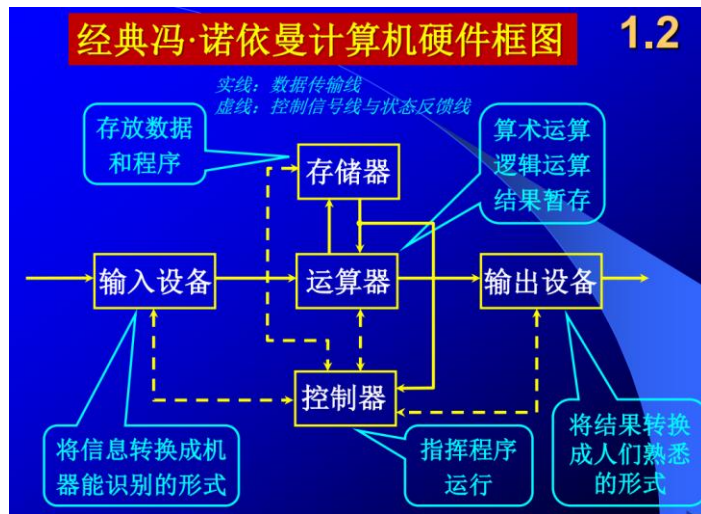 经典冯·诺依曼计算机硬件框图
1.2
实线：数据传输线
虚线：控制信号线与状态反馈线
存放数据
和程序
存储器
算术运算
逻辑运算
结果暂存
输入设备
运算器
输出设备
控制器
将信息转换成机
器能识别的形式
指挥程序
运行
将结果转换
成人们熟悉
的形式